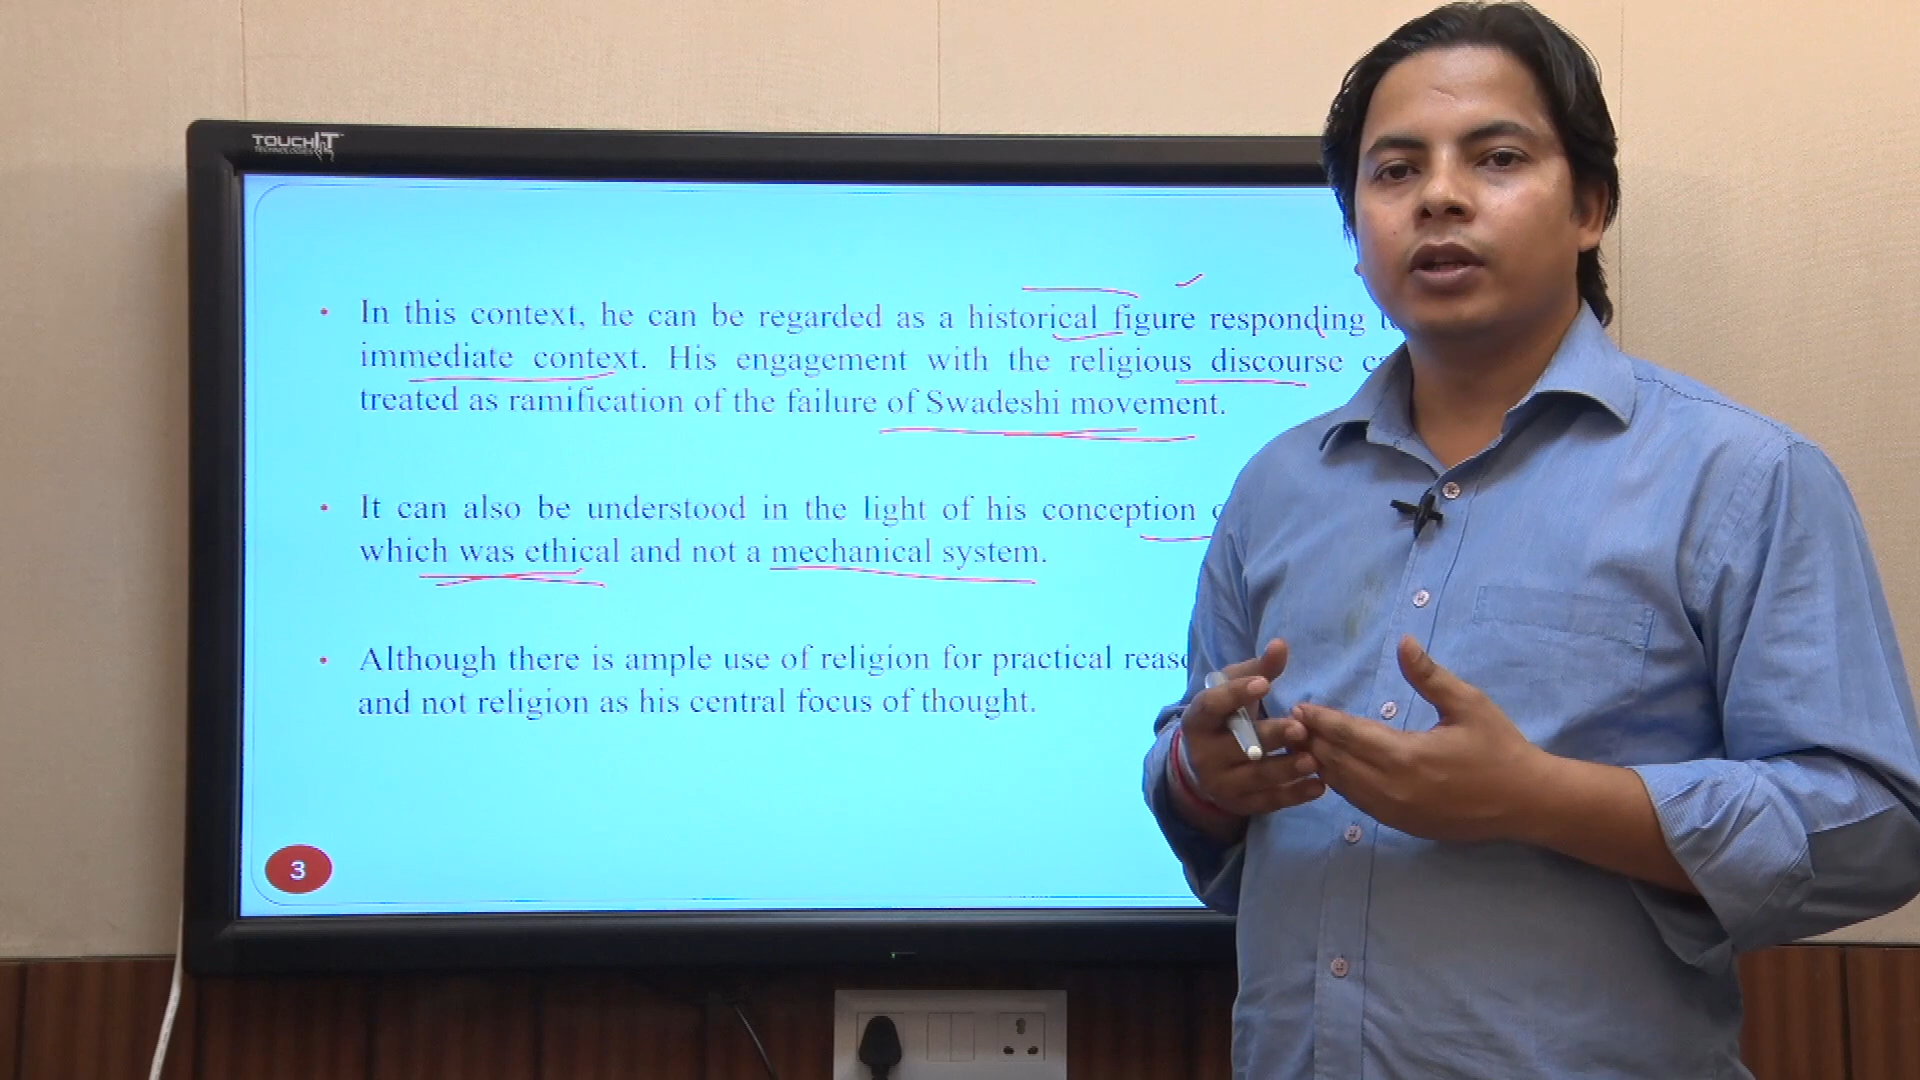 TOUCHIT
TECHNOLOGIES
• In this context, he can be regarded as a historical figure responding
immediate context. His engagement with the religious discourse
treated as ramification of the failure of Swadeshi movement.
• It can also be understood in the light of his conception
which was ethical and not a mechanical system.
• Although there is ample use of religion for practical reaso
and not religion as his central focus of thought.
3